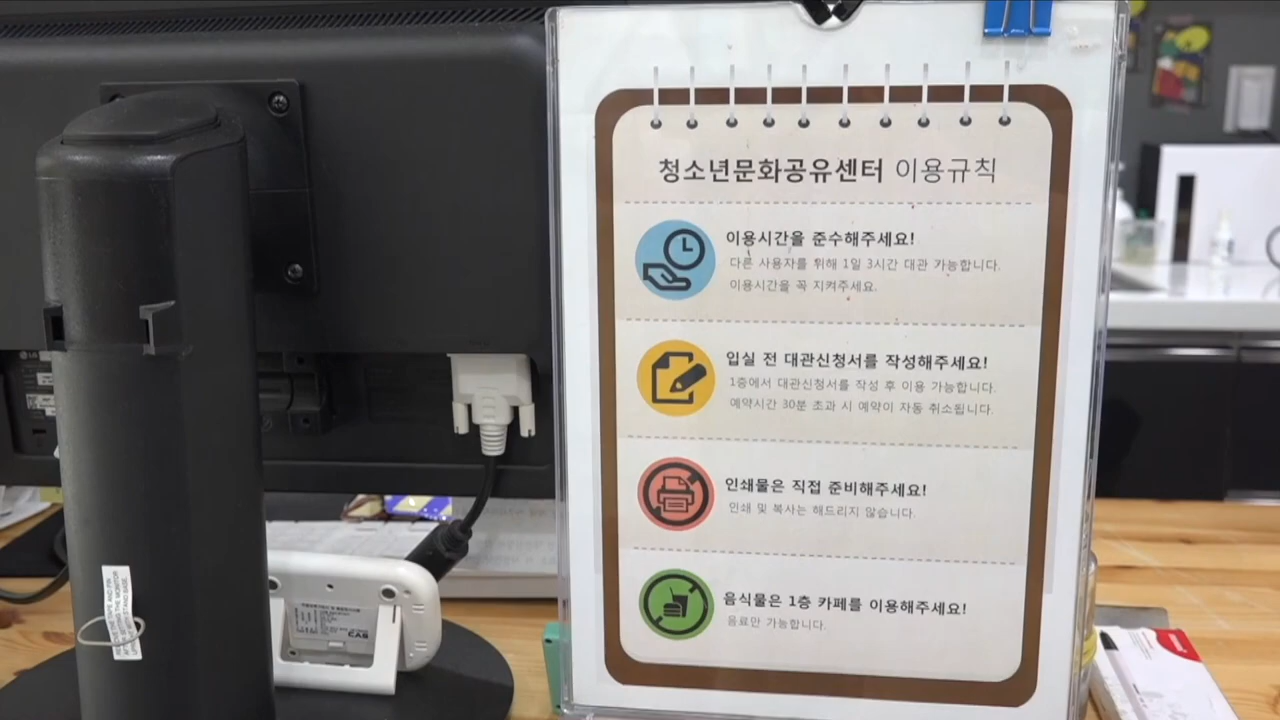 청소년문화공유센터 이용규칙
이용시간을 준수해주세요!
다른 사용자를 위해 1일 3시간 대관 가능합니다.
이용시간을 꼭 지켜주세요.
입실 전 대관신청서를 작성해주세요!
1층에서 대관신청서를 작성 후 이용 가능합니다.
예약시간 30분 초과 시 예약이 자동 취소됩니다.
인쇄물은 직접 준비해주세요!
인쇄 및 복사는 해드리지 않습니다.
음식물은 1층 카페를 이용해주세요!
음료만 가능합니다.
LG
CAS